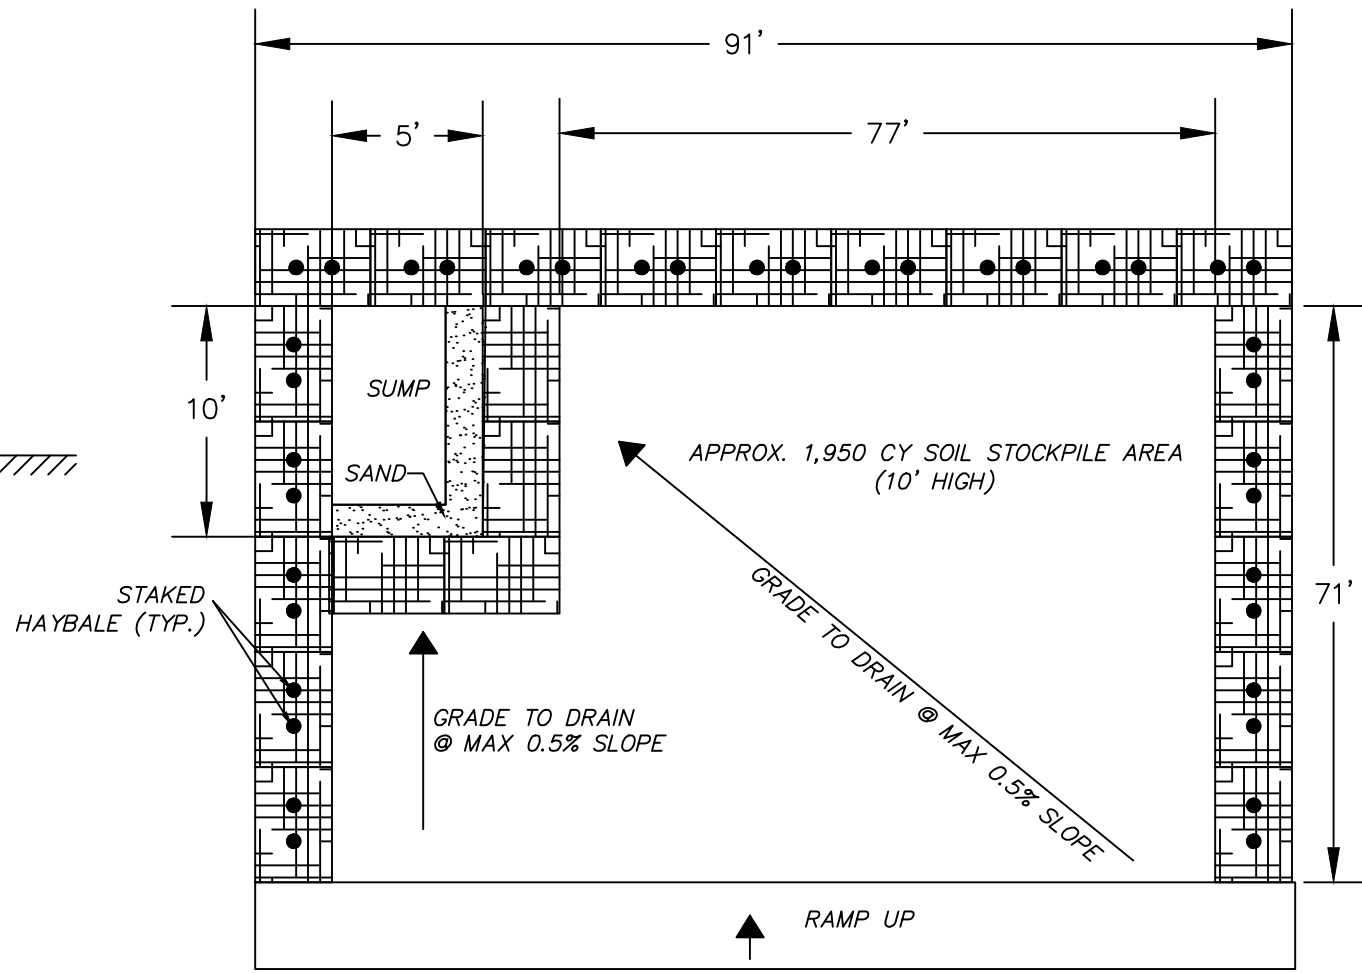 91'
5'
77'
10'
SUMP
SAND
APPROX. 1,950 CY SOIL STOCKPILE AREA
(10' HIGH)
STAKED
HAYBALE (TYP.)
71'
GRADE TO DRAIN @ MAX 0.5% SLOPE
GRADE TO DRAIN
@ MAX 0.5% SLOPE
RAMP UP